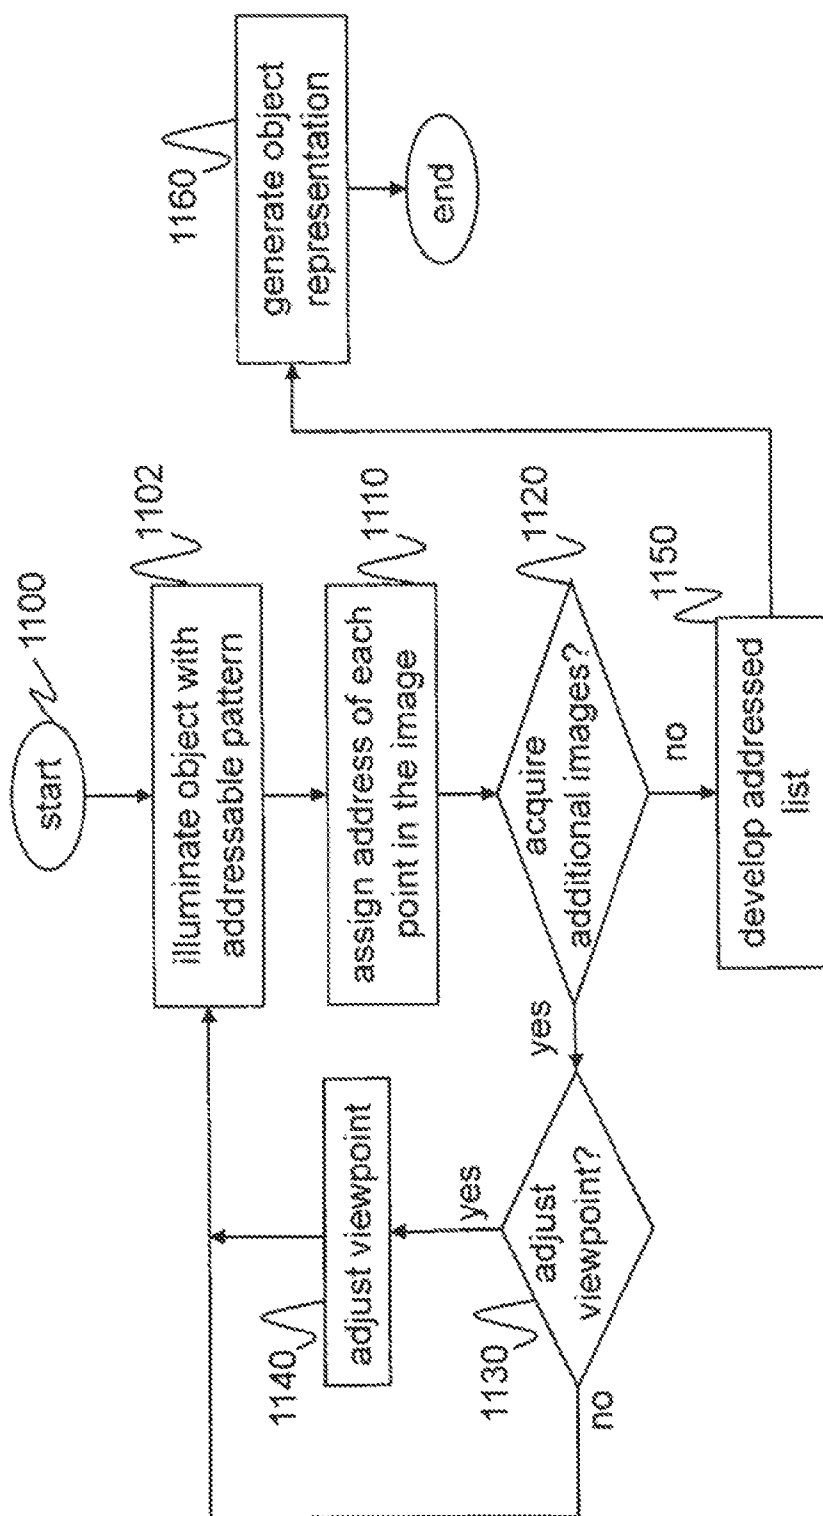 start
1100
illuminate object with
addressable pattern
1102
assign address of each
point in the image
1110
acquire
additional images?
1120
yes
no
adjust
viewpoint?
1130
yes
no
adjust viewpoint
1140
develop addressed
list
1150
generate object
representation
1160
end